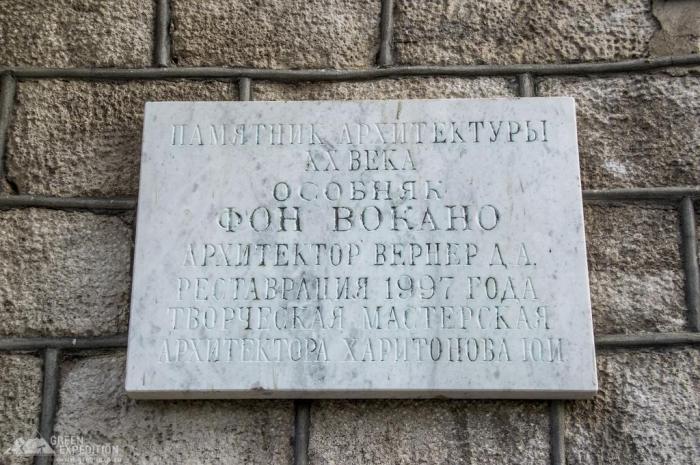 ПАМЯТНИК АРХИТЕКТУРЫ
XX ВЕКА
ОСОБНЯК
ФОН ВОКАНО
АРХИТЕКТОР ВЕРНЕР Д.А.
РЕСТАВРАЦИЯ 1997 ГОДА
ТВОРЧЕСКАЯ МАСТЕРСКАЯ
АРХИТЕКТОРА ХАРИТОНОВА Ю.И.
GREEN
EXPEDITION